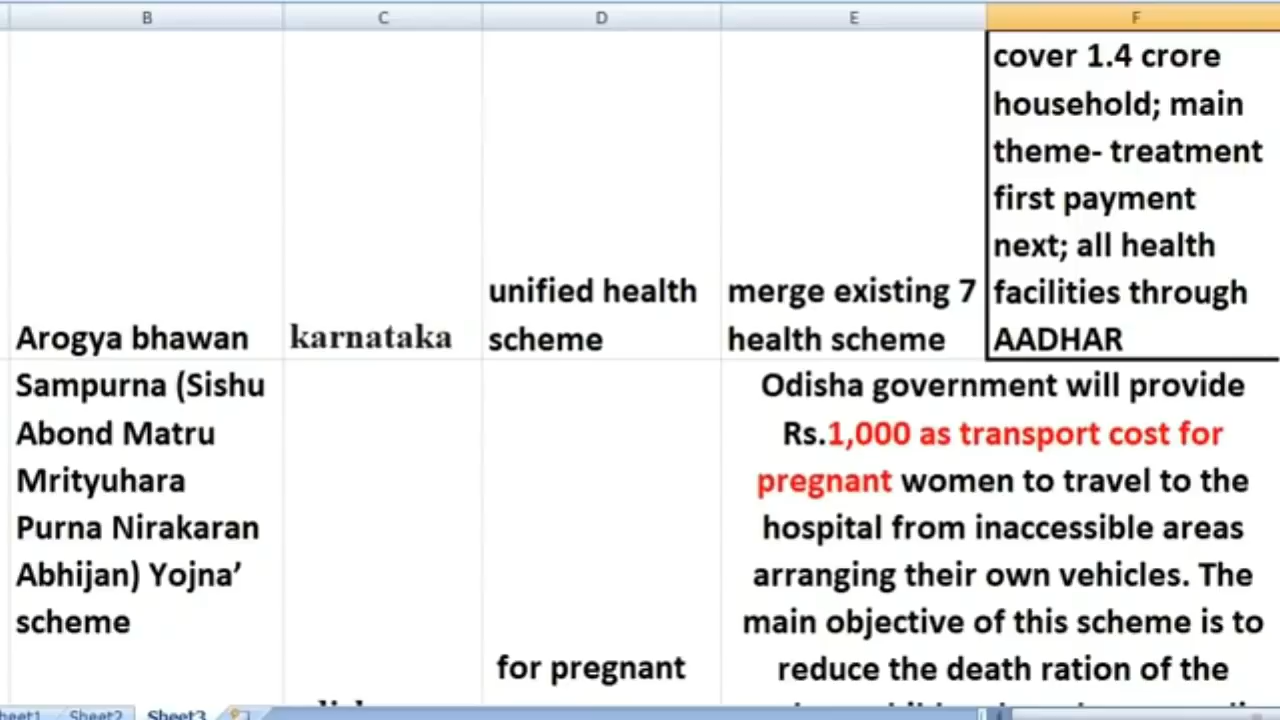 B C D E F
cover 1.4 crore
household; main
theme- treatment
first payment
next; all health
facilities through
AADHAR
unified health
scheme
merge existing 7
health scheme
Arogya bhawan
karnataka
Sampurna (Sishu
Abond Matru
Mrityuhara
Purna Nirakaran
Abhijan) Yojna’
scheme
for pregnant
Odisha government will provide
Rs.1,000 as transport cost for
pregnant women to travel to the
hospital from inaccessible areas
arranging their own vehicles. The
main objective of this scheme is to
reduce the death ration of the
heet1 Sheet2 Sheet3